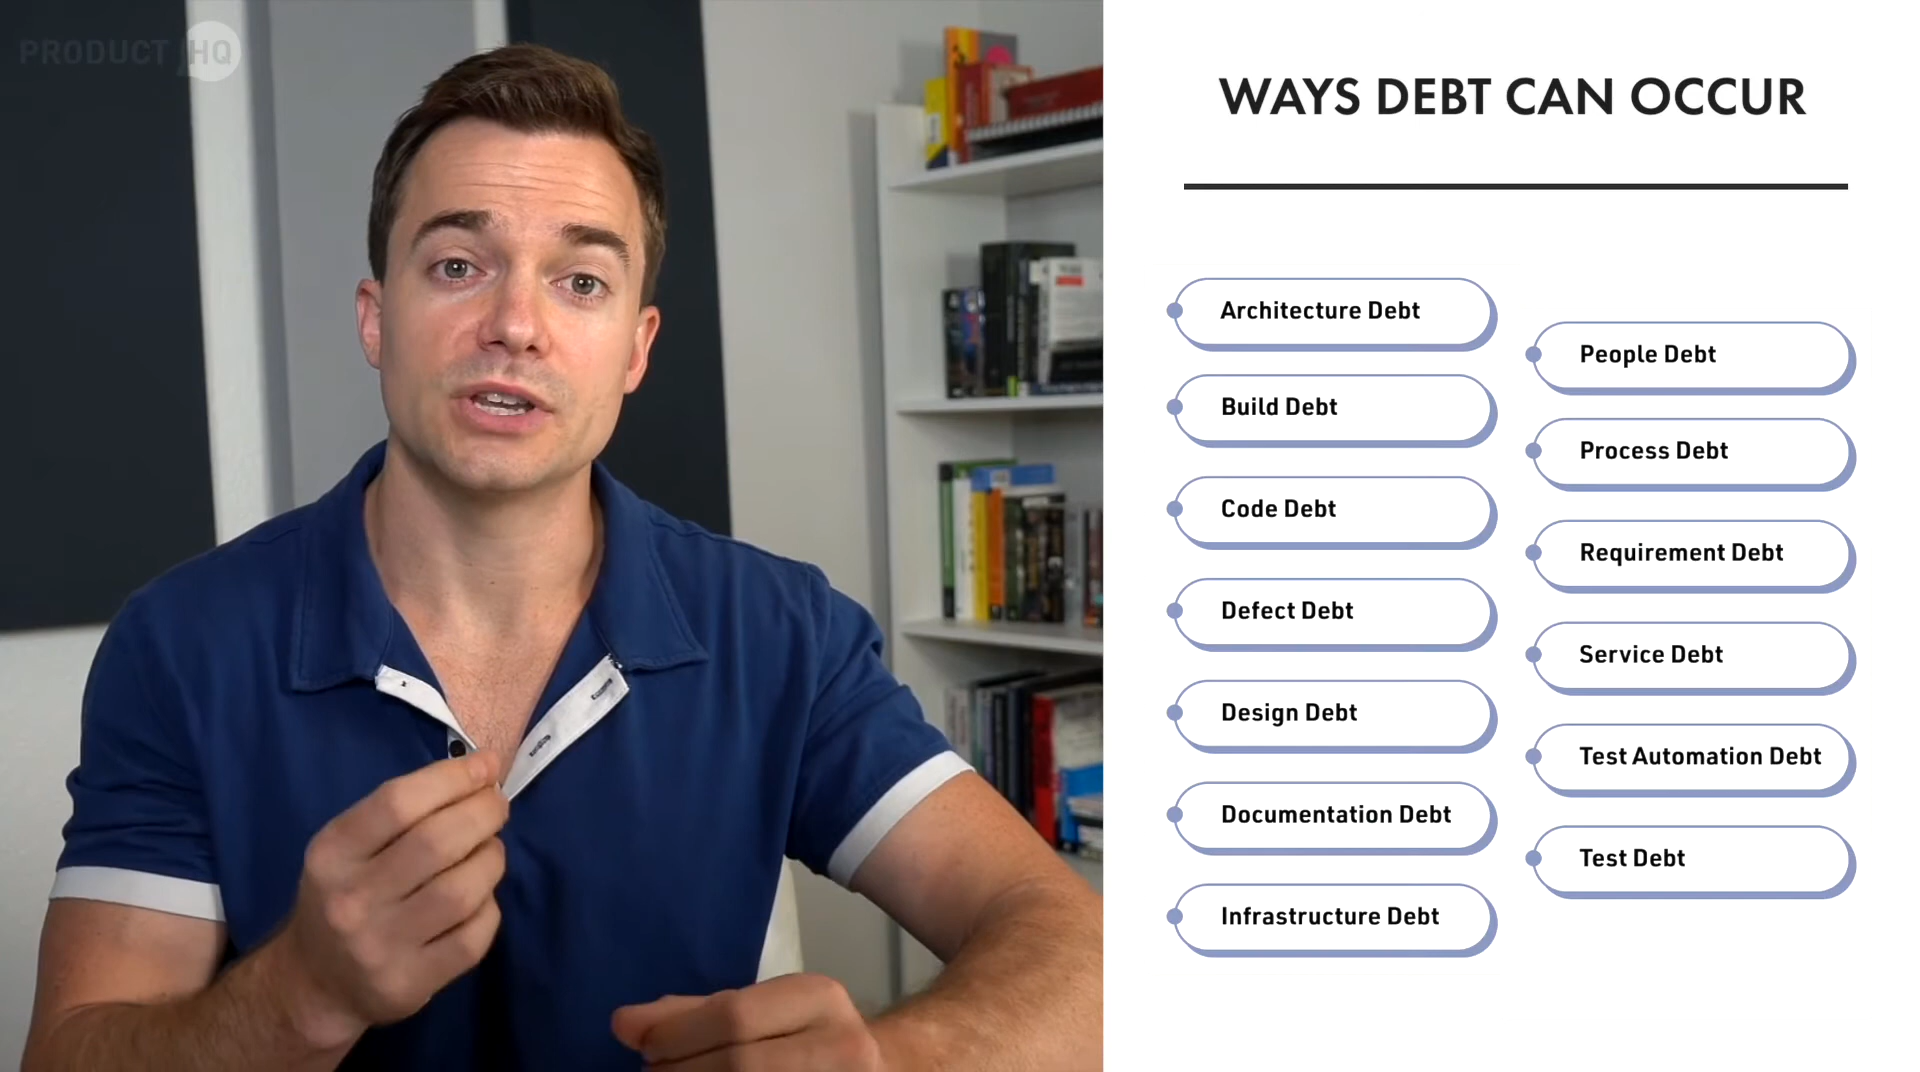 PRODUCT HQ
WAYS DEBT CAN OCCUR
Architecture Debt
Build Debt
Code Debt
Defect Debt
Design Debt
Documentation Debt
Infrastructure Debt
People Debt
Process Debt
Requirement Debt
Service Debt
Test Automation Debt
Test Debt